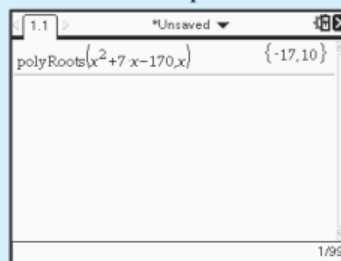 1.1 *Unsaved
polyRoots(x²+7·x−170,x) {-17,10}
1/99